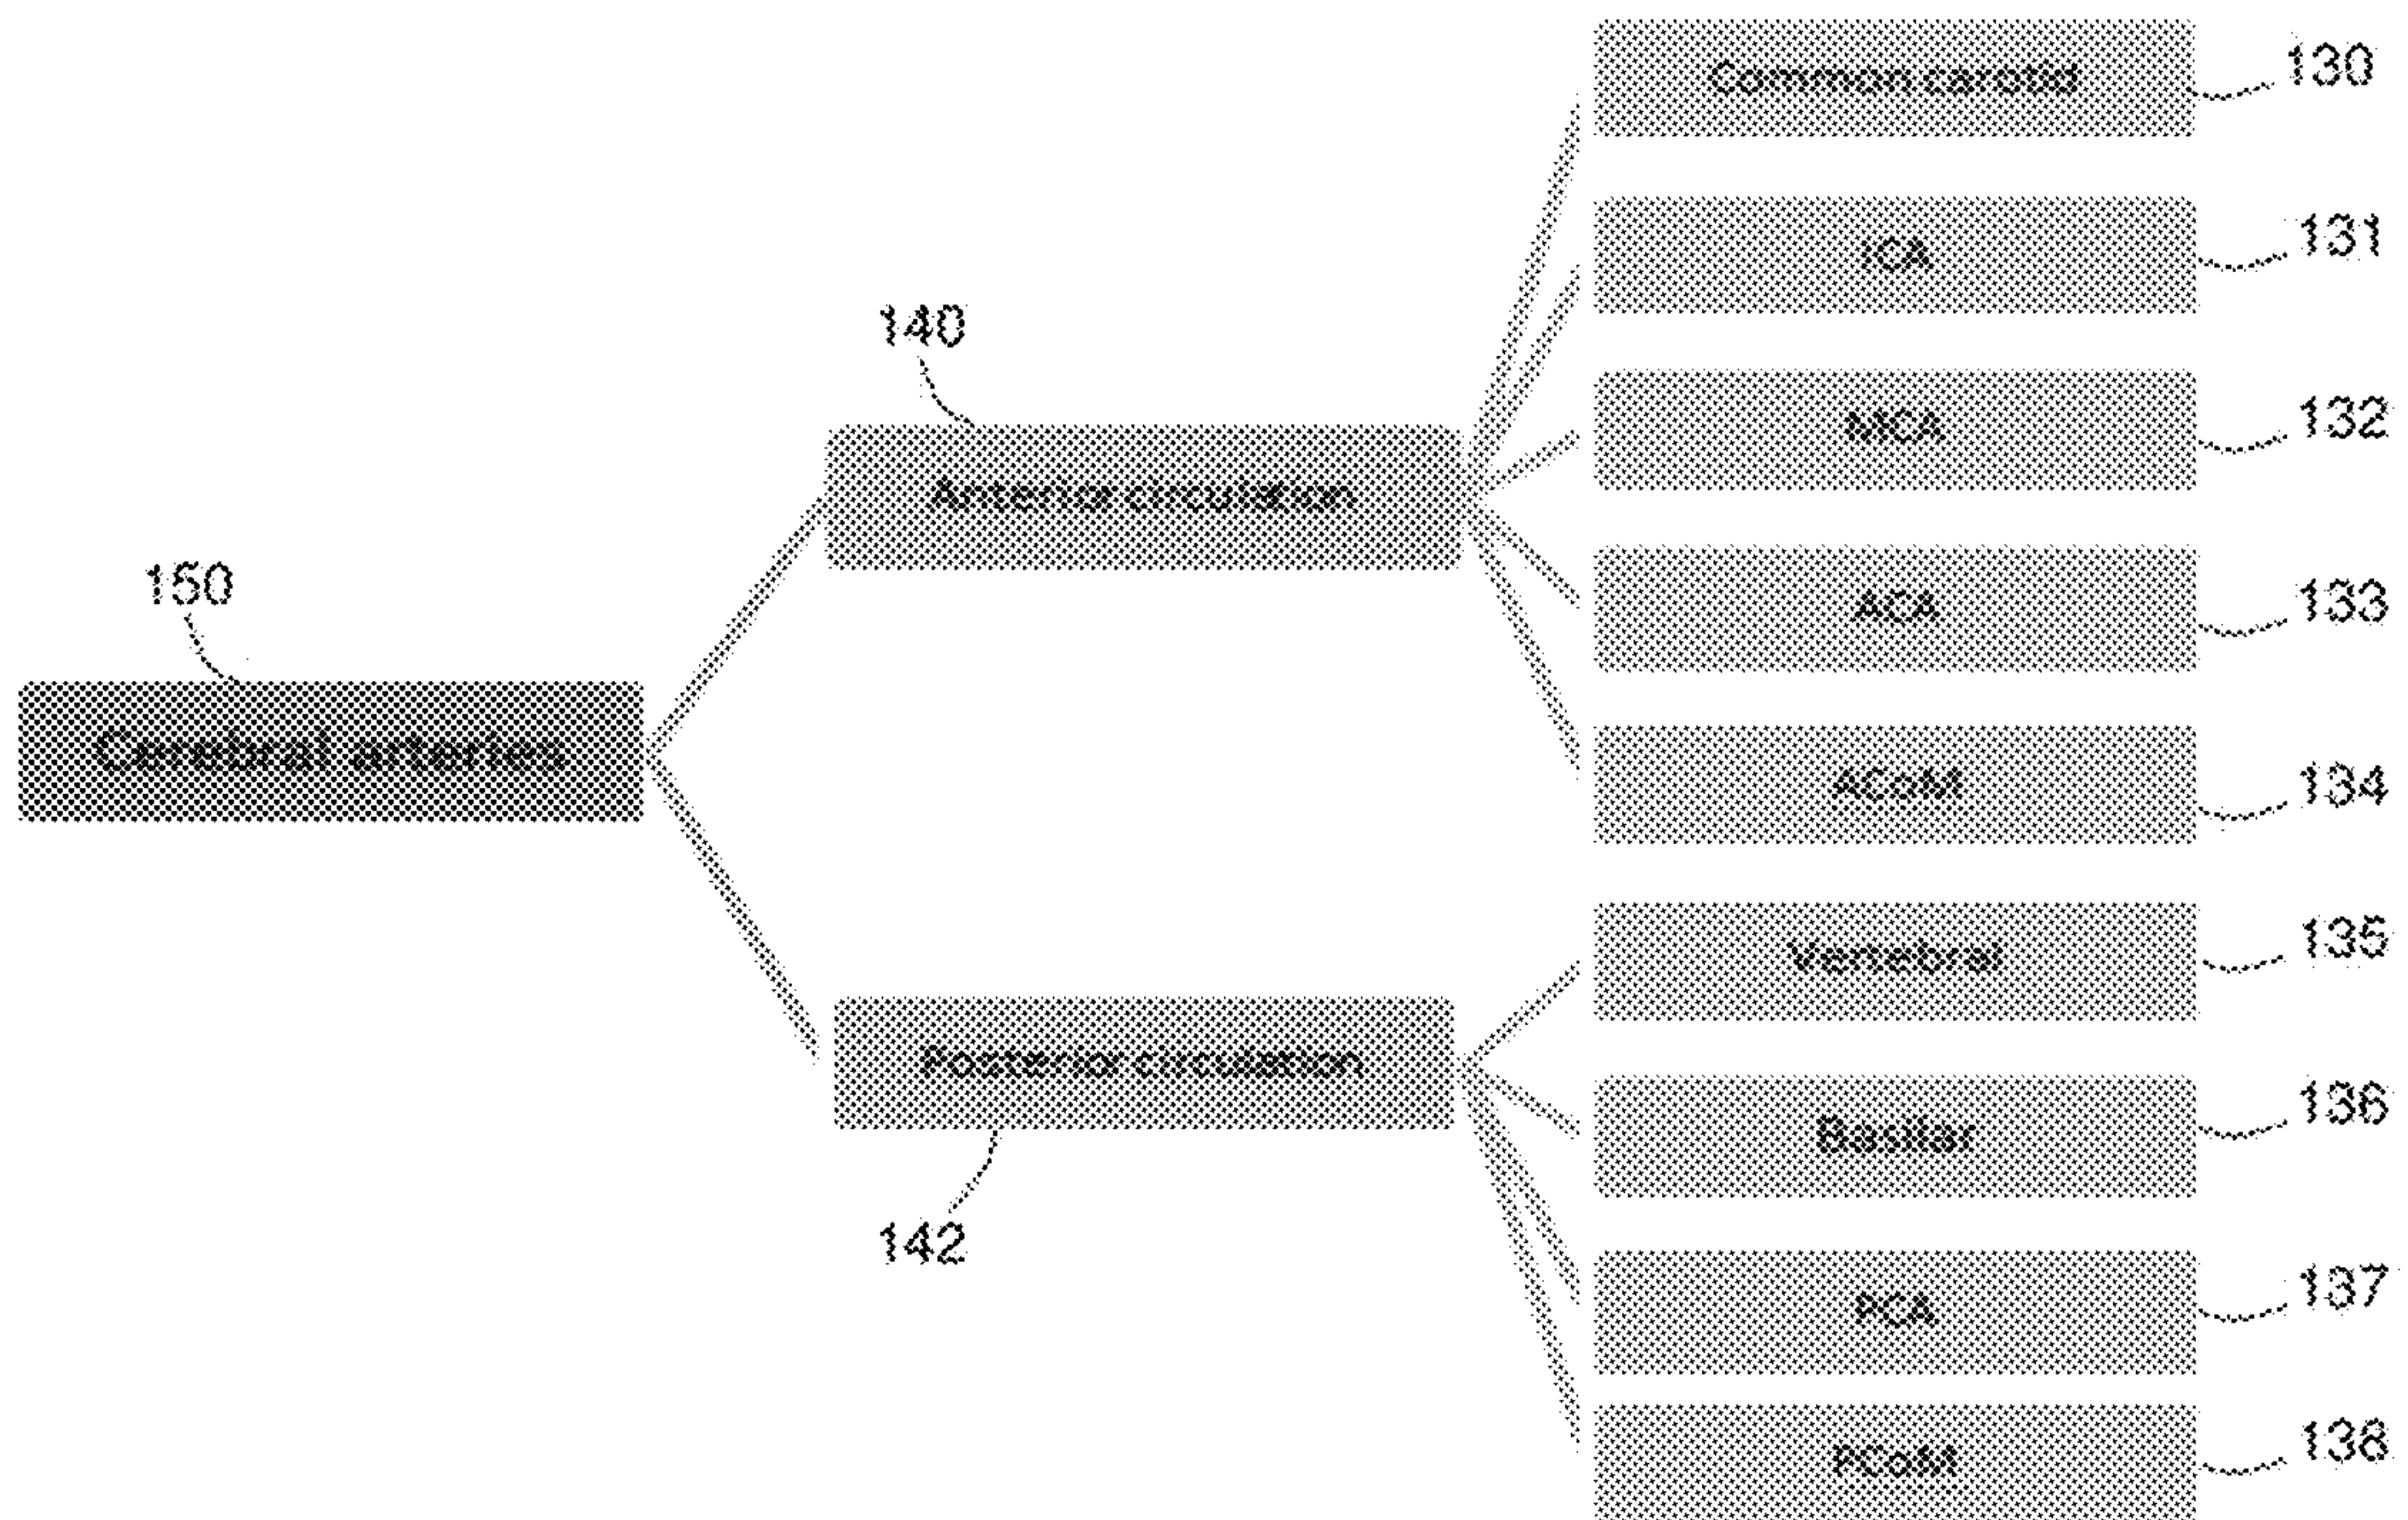 Common carotid
130
ICA
131
140
MCA
132
Anterior circulation
150
ACA
133
Cerebral arteries
ACoM
134
Vertebral
135
Posterior circulation
Basilar
136
142
PCA
137
PCoM
138